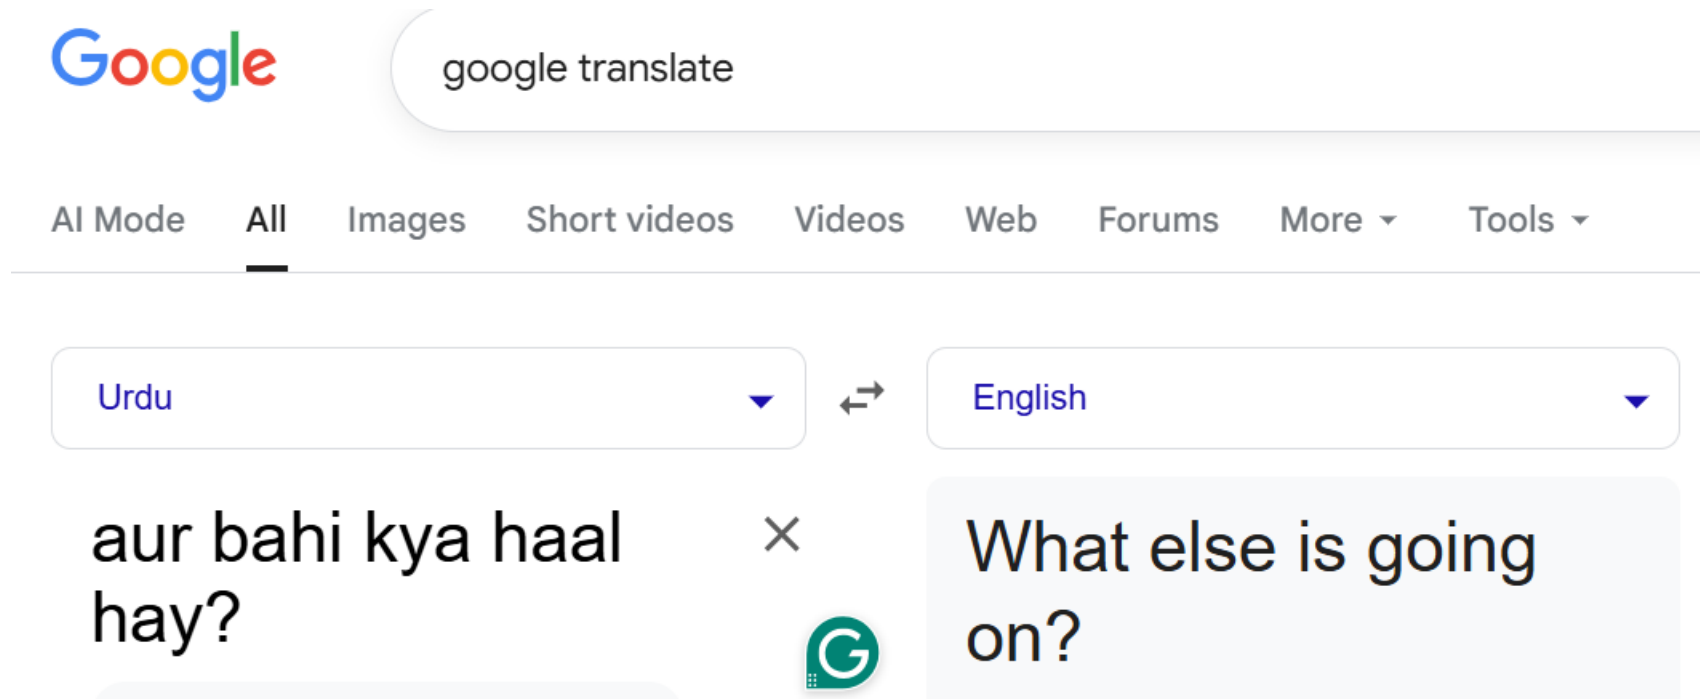 Google
google translate
AI Mode All Images Short videos Videos Web Forums More Tools
Urdu English
aur bahi kya haal
hay?
What else is going
on?
G